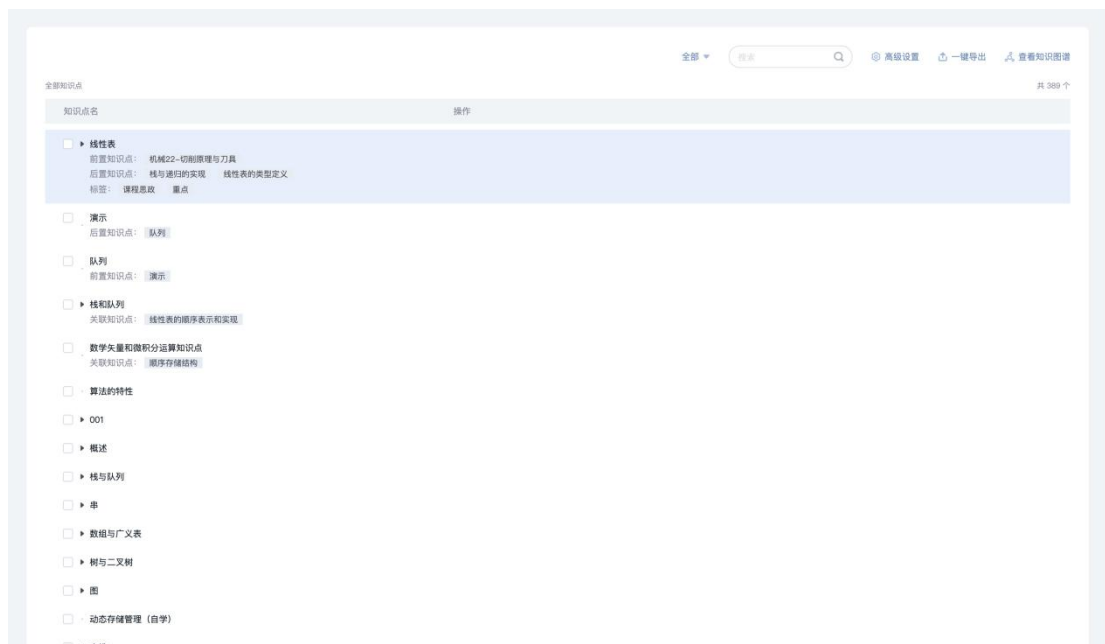 全部 搜索 高级设置 一键导出 查看知识图谱
全部知识点 共 389 个
知识点名 操作
线性表
前置知识点： 机械22-切削原理与刀具
后置知识点： 栈与递归的实现 线性表的类型定义
标签： 课程思政 重点
演示
后置知识点： 队列
队列
前置知识点： 演示
栈和队列
关联知识点： 线性表的顺序表示和实现
数学矢量和微积分运算知识点
关联知识点： 顺序存储结构
算法的特性
001
概述
栈与队列
串
数组与广义表
树与二叉树
图
动态存储管理（自学）